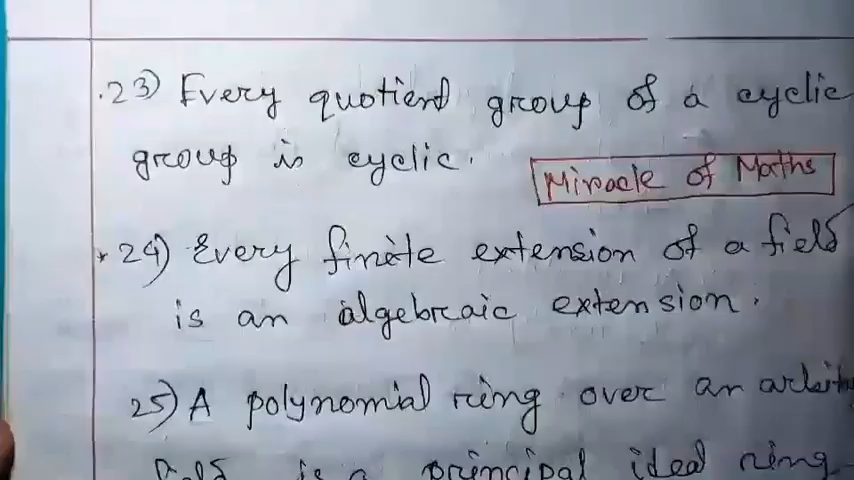 .23) Every quotient group of a cyclic
group is cyclic.
Miracle of Maths
* 24) Every finite extension of a field
is an algebraic extension.
25) A polynomial ring over an
is a principal ideal ring